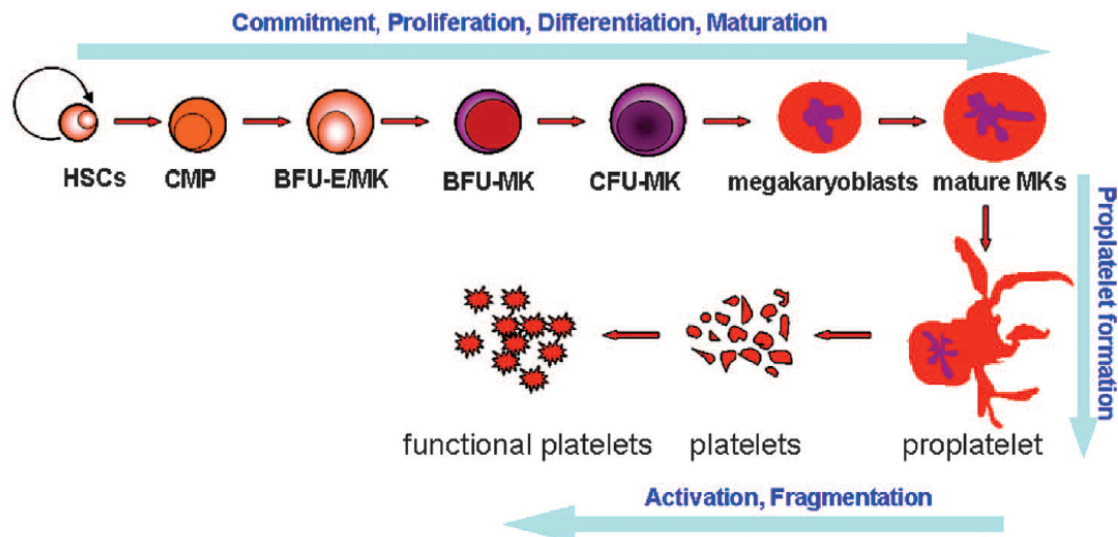 Commitment, Proliferation, Differentiation, Maturation
HSCs
CMP
BFU-E/MK
BFU-MK
CFU-MK
megakaryoblasts
mature MKs
Proplatelet formation
functional platelets
platelets
proplatelet
Activation, Fragmentation